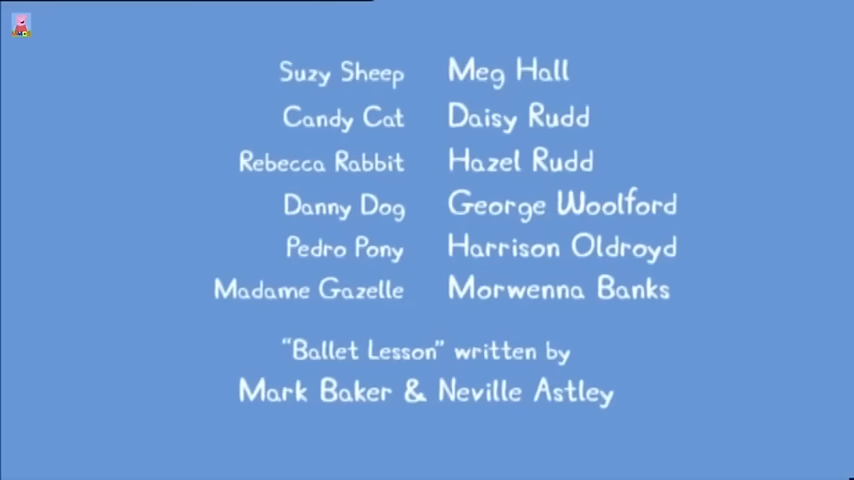 Suzy Sheep Meg Hall
Candy Cat Daisy Rudd
Rebecca Rabbit Hazel Rudd
Danny Dog George Woolford
Pedro Pony Harrison Oldroyd
Madame Gazelle Morwenna Banks
“Ballet Lesson” written by
Mark Baker & Neville Astley